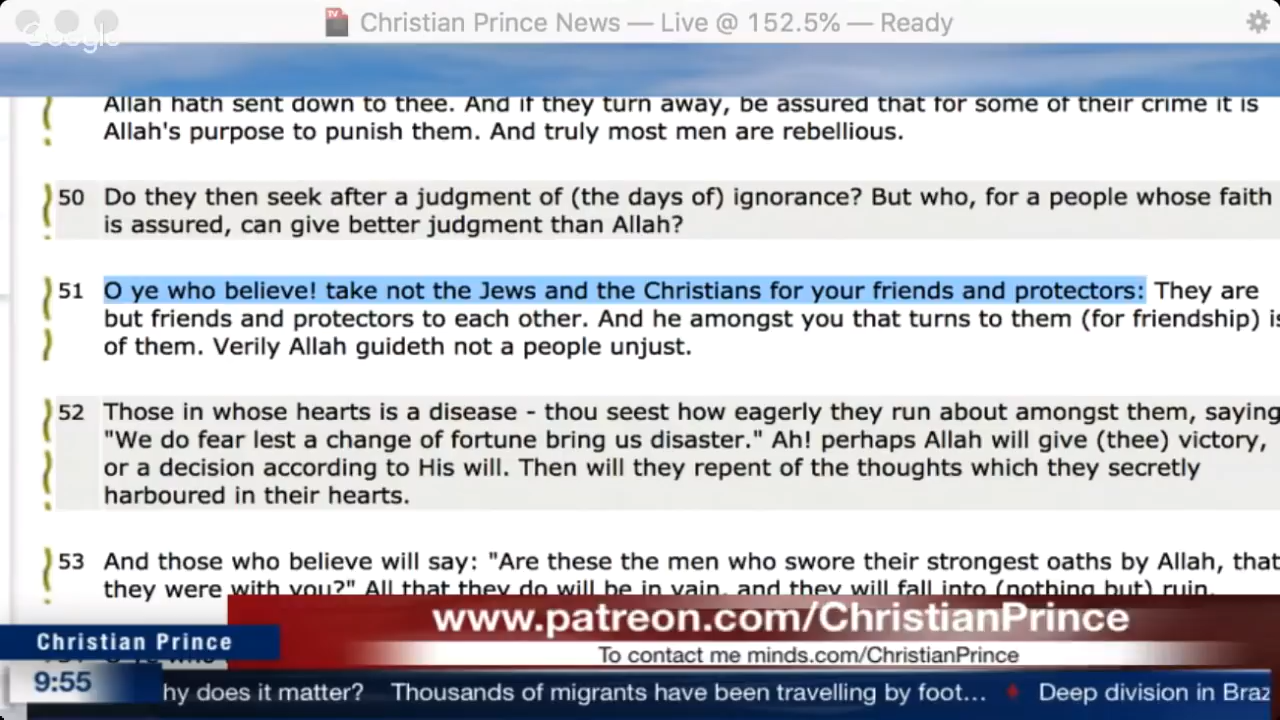 Christian Prince News — Live @ 152.5% — Ready
Google
Allah hath sent down to thee. And if they turn away, be assured that for some of their crime it is
Allah's purpose to punish them. And truly most men are rebellious.
50 Do they then seek after a judgment of (the days of) ignorance? But who, for a people whose faith
is assured, can give better judgment than Allah?
51 O ye who believe! take not the Jews and the Christians for your friends and protectors: They are
but friends and protectors to each other. And he amongst you that turns to them (for friendship) is
of them. Verily Allah guideth not a people unjust.
52 Those in whose hearts is a disease - thou seest how eagerly they run about amongst them, saying
"We do fear lest a change of fortune bring us disaster." Ah! perhaps Allah will give (thee) victory,
or a decision according to His will. Then will they repent of the thoughts which they secretly
harboured in their hearts.
53 And those who believe will say: "Are these the men who swore their strongest oaths by Allah, that
they were with you?" All that they do will be in vain, and they will fall into (nothing but) ruin.
www.patreon.com/ChristianPrince
Christian Prince
To contact me minds.com/ChristianPrince
9:55 hy does it matter? Thousands of migrants have been travelling by foot... Deep division in Braz